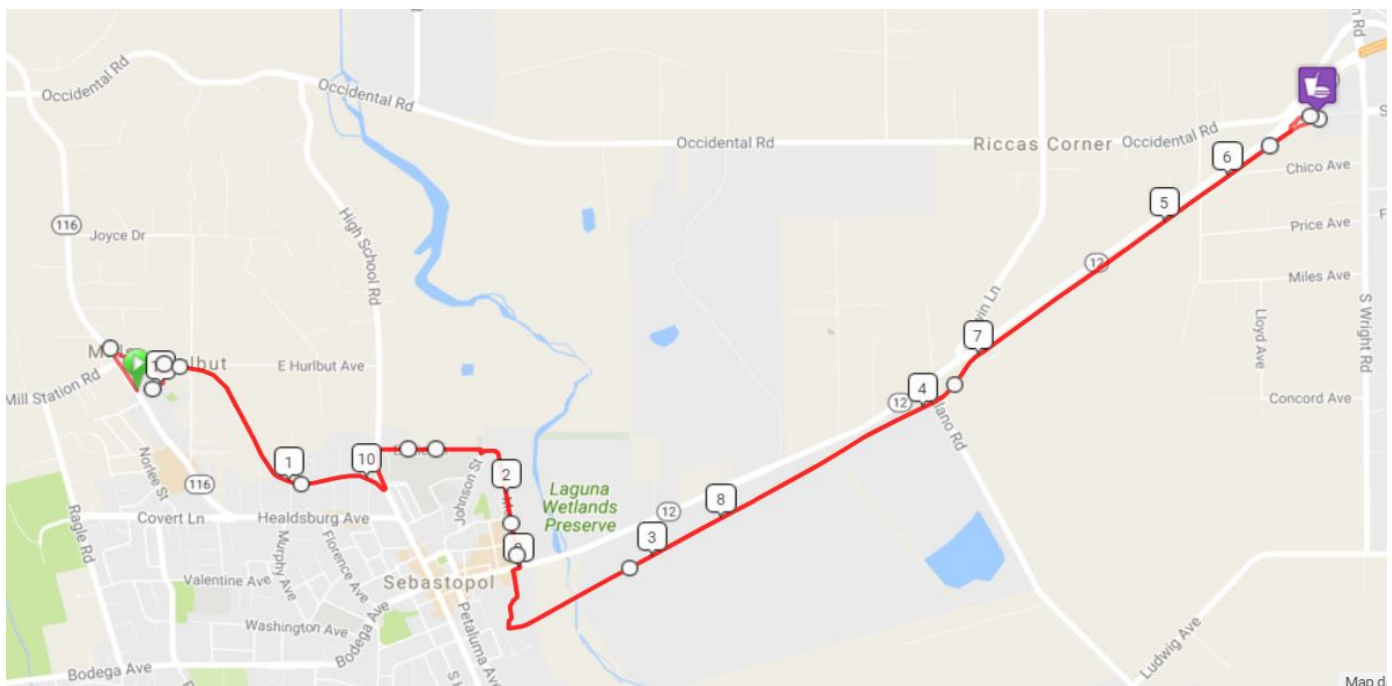 Occidental Rd
Occidental Rd
Occidental Rd
Riccas Corner
Occidental Rd
6
Chico Ave
5
Price Ave
116
Joyce Dr
High School Rd
12
Miles Ave
Lloyd Ave
S Wright Rd
7
E Hurlbut Ave
Mill Station Rd
4
12
Concord Ave
Norlee St
1
10
116
Johnson St
2
Laguna
Wetlands
Preserve
8
12
3
Covert Ln
Healdsburg Ave
Ragle Rd
Murphy Ave
Florence Ave
Valentine Ave
Sebastopol
Washington Ave
Bodega Ave
Petaluma Ave
Bodega Ave
Ludwig Ave